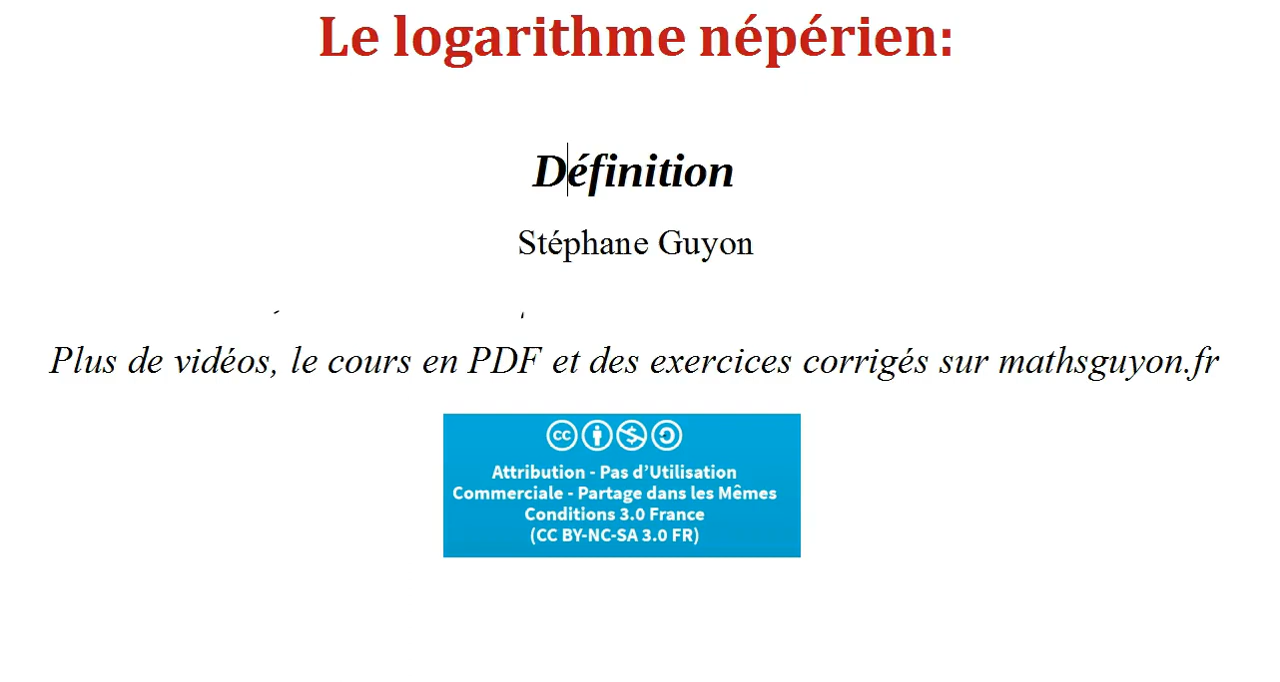 Le logarithme népérien:
Définition
Stéphane Guyon
Plus de vidéos, le cours en PDF et des exercices corrigés sur mathsguyon.fr
Attribution - Pas d’Utilisation
Commerciale - Partage dans les Mêmes
Conditions 3.0 France
(CC BY-NC-SA 3.0 FR)